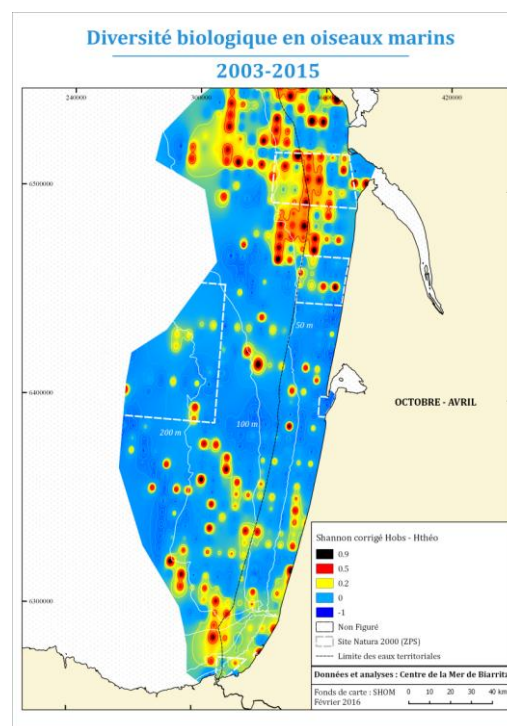 Diversité biologique en oiseaux marins
2003-2015
240000
300000
420000
6500000
6400000
6300000
50 m
100 m
200 m
OCTOBRE - AVRIL
Shannon corrigé Hobs - Hthéo
0.9
0.5
0.2
0
-1
Non Figuré
Site Natura 2000 (ZPS)
Limite des eaux territoriales
Données et analyses : Centre de la Mer de Biarritz
Fonds de carte : SHOM
Février 2016
0 10 20 30 40 km